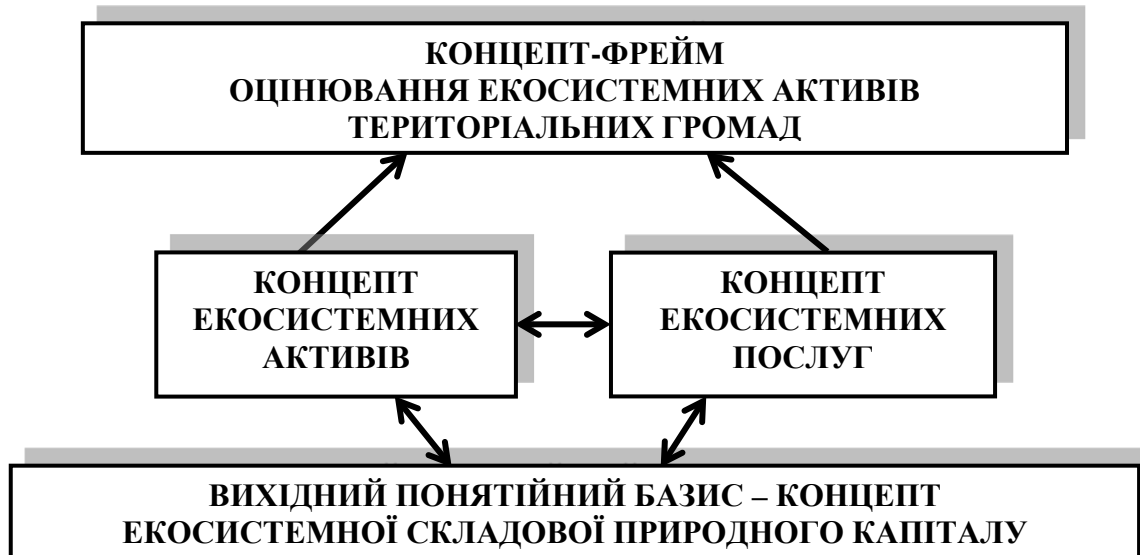 КОНЦЕПТ-ФРЕЙМ
ОЦІНЮВАННЯ ЕКОСИСТЕМНИХ АКТИВІВ
ТЕРИТОРІАЛЬНИХ ГРОМАД
КОНЦЕПТ
ЕКОСИСТЕМНИХ
АКТИВІВ
КОНЦЕПТ
ЕКОСИСТЕМНИХ
ПОСЛУГ
ВИХІДНИЙ ПОНЯТІЙНИЙ БАЗИС – КОНЦЕПТ
ЕКОСИСТЕМНОЇ СКЛАДОВОЇ ПРИРОДНОГО КАПІТАЛУ